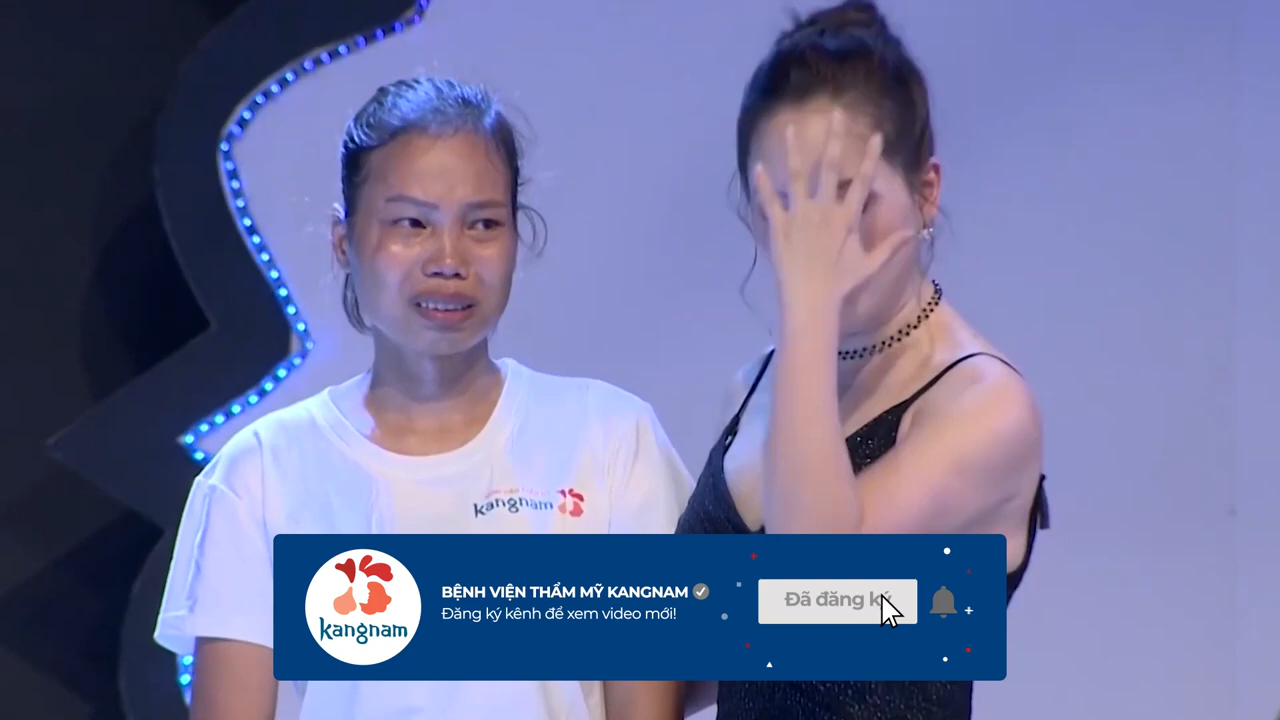 kangnam
kangnam
BỆNH VIỆN THẨM MỸ KANGNAM
Đăng ký kênh để xem video mới!
Đã đăng ký